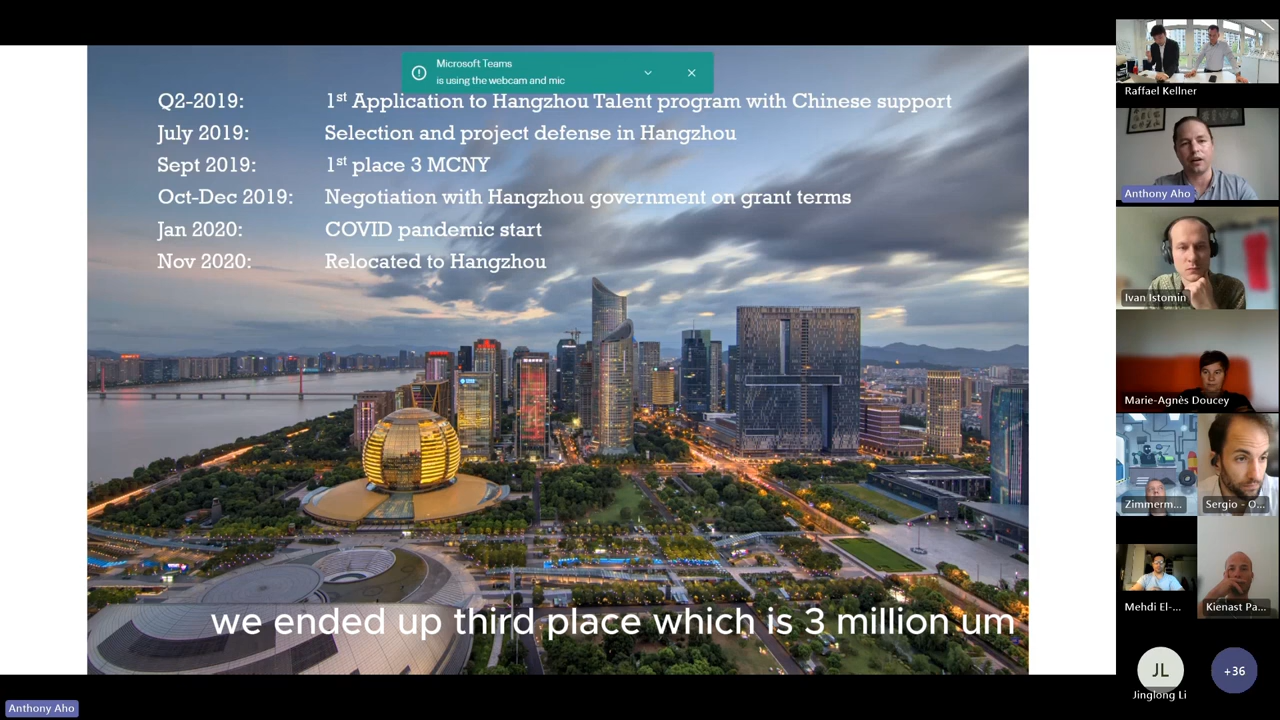 Microsoft Teams
is using the webcam and mic
Q2-2019: 1st Application to Hangzhou Talent program with Chinese support
July 2019: Selection and project defense in Hangzhou
Sept 2019: 1st place 3 MCNY
Oct-Dec 2019: Negotiation with Hangzhou government on grant terms
Jan 2020: COVID pandemic start
Nov 2020: Relocated to Hangzhou
we ended up third place which is 3 million um
Anthony Aho
Raffael Kellner
Anthony Aho
Ivan Istomin
Marie-Agnès Doucey
Zimmerm...
Sergio - O...
Mehdi El-...
Kienast Pa...
JL
Jinglong Li
+36